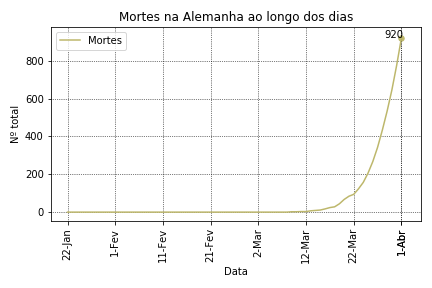 Mortes na Alemanha ao longo dos dias
Mortes
920
Nº total
800
600
400
200
0
22-Jan
1-Fev
11-Fev
21-Fev
2-Mar
12-Mar
22-Mar
1-Abr
Data